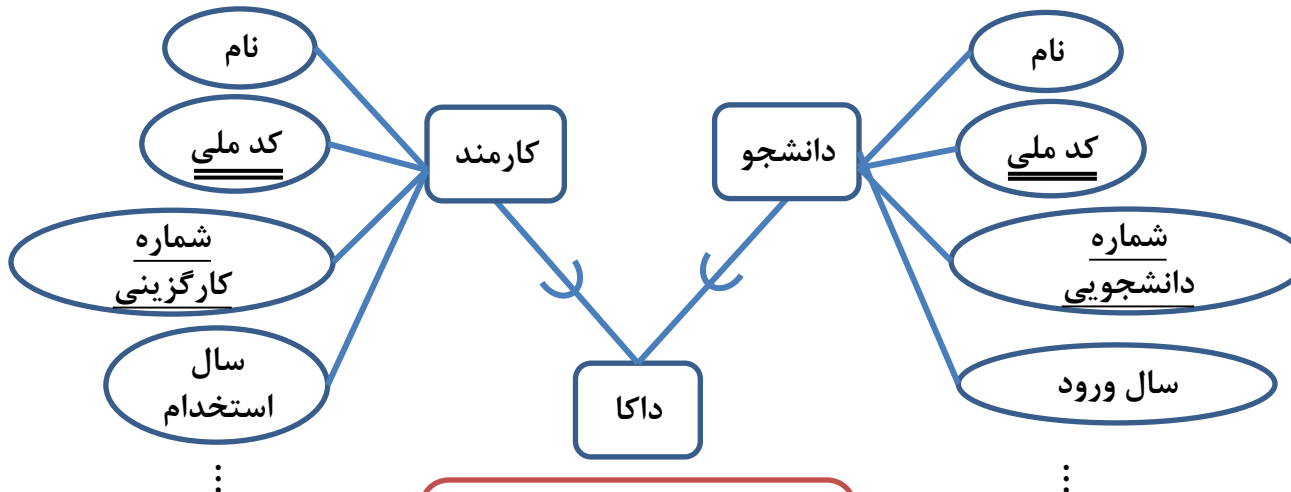 نام
کد ملی
شماره
دانشجویی
سال ورود
⋮
دانشجو
کارمند
داکا
نام
کد ملی
شماره
کارگزینی
سال
استخدام
⋮